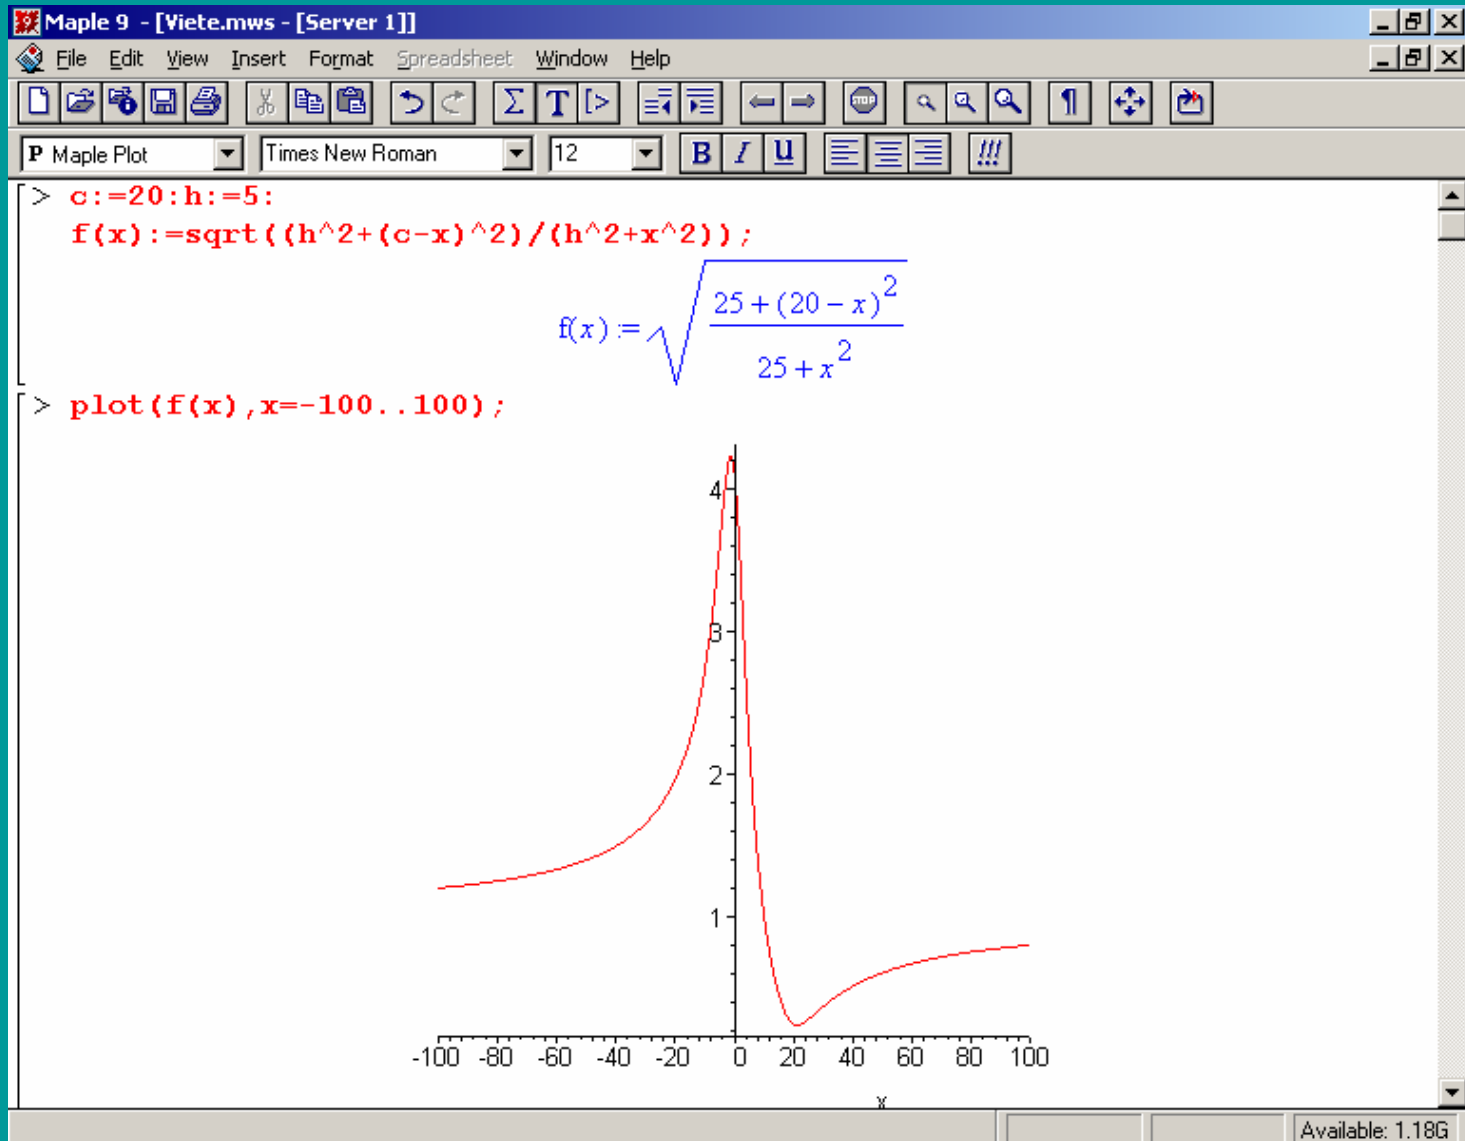 Maple 9 - [Viete.mws - [Server 1]]
File Edit View Insert Format Spreadsheet Window Help
Σ T [> STOP ¶
P Maple Plot Times New Roman 12 B I U !!!
> c:=20:h:=5:
f(x):=sqrt((h^2+(c-x)^2)/(h^2+x^2));
f(x) := √((25 + (20 − x)^2)/(25 + x^2))
> plot(f(x),x=-100..100);
4
3
2
1
-100 -80 -60 -40 -20 0 20 40 60 80 100
x
Available: 1.18G